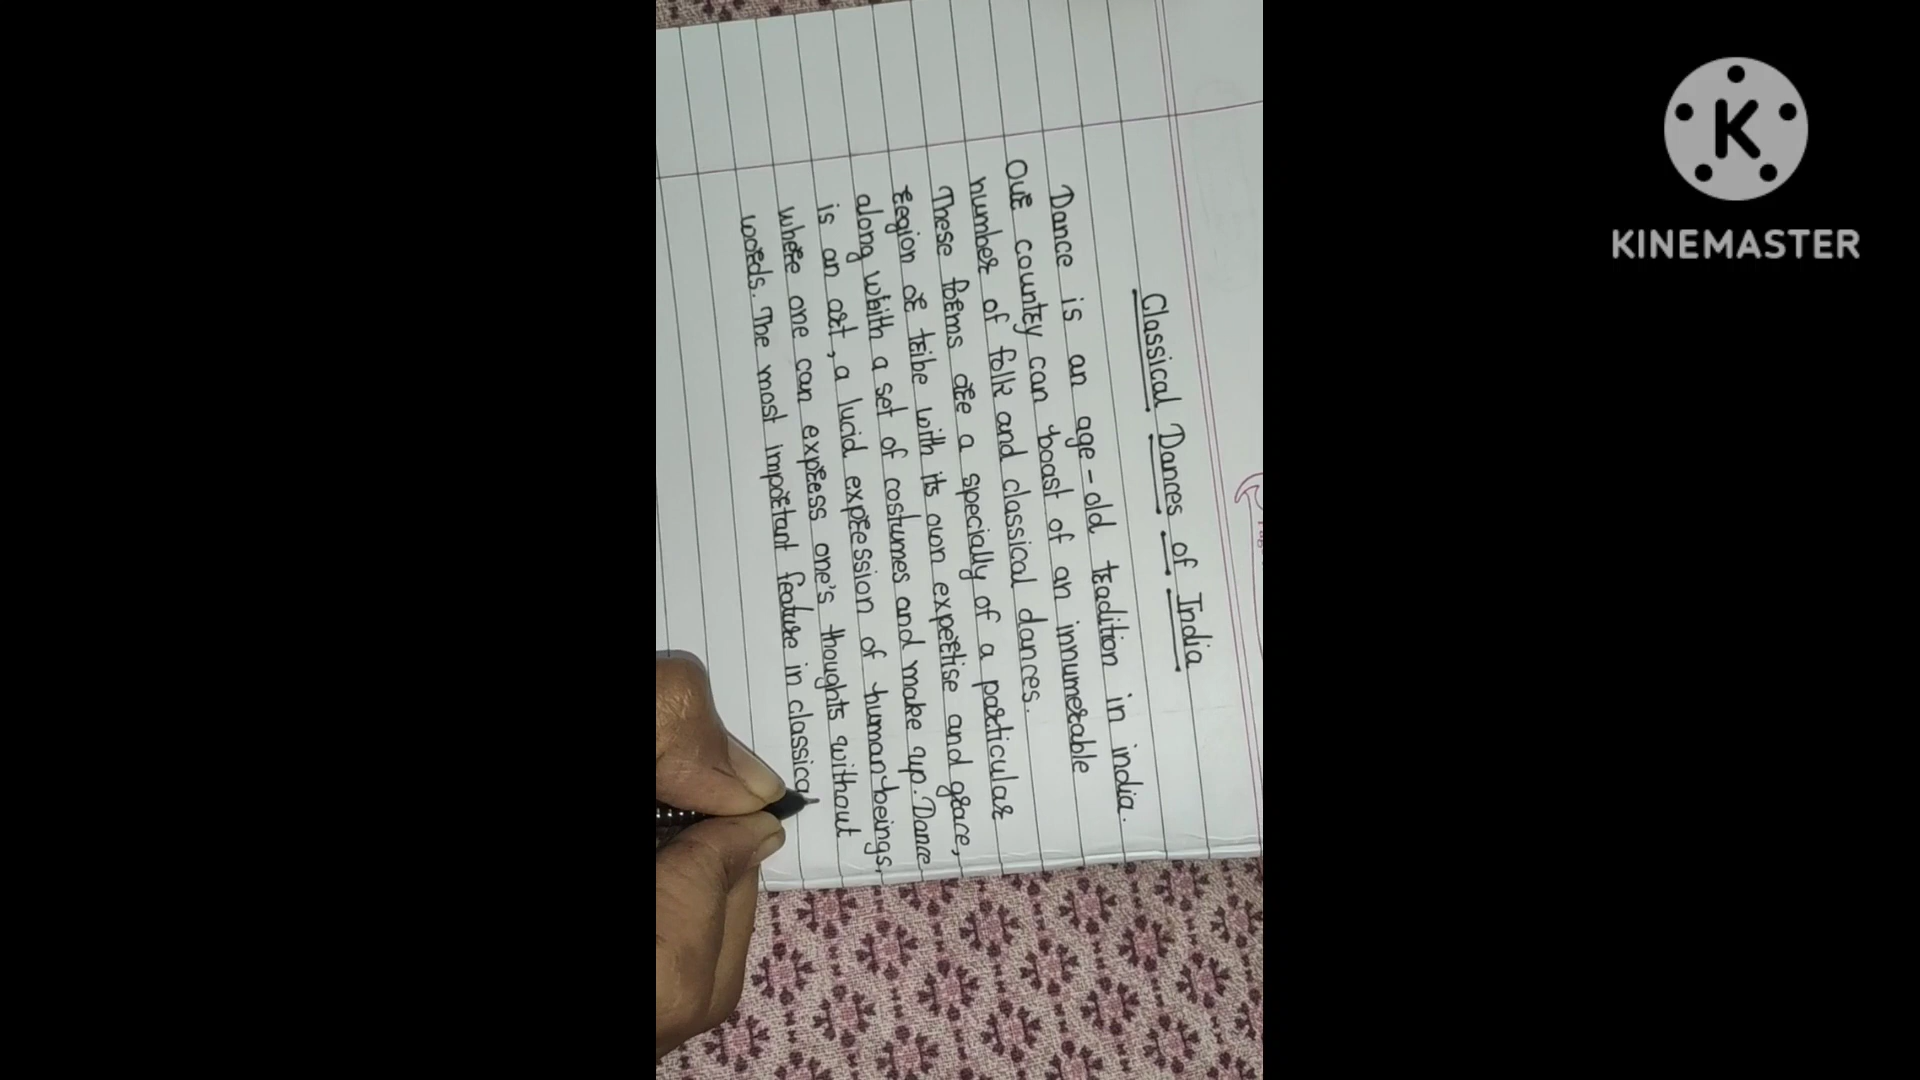 Classical Dances of India
Dance is an age-old tradition in india.
Our country can boast of an innumerable
number of folk and classical dances.
These forms are a specially of a particular
region or tribe with its own expertise and grace,
along whith a set of costumes and make up. Dance
is an art, a lucid expression of human-beings,
where one can express one's thoughts without
words. The most important feature in classica
KINEMASTER